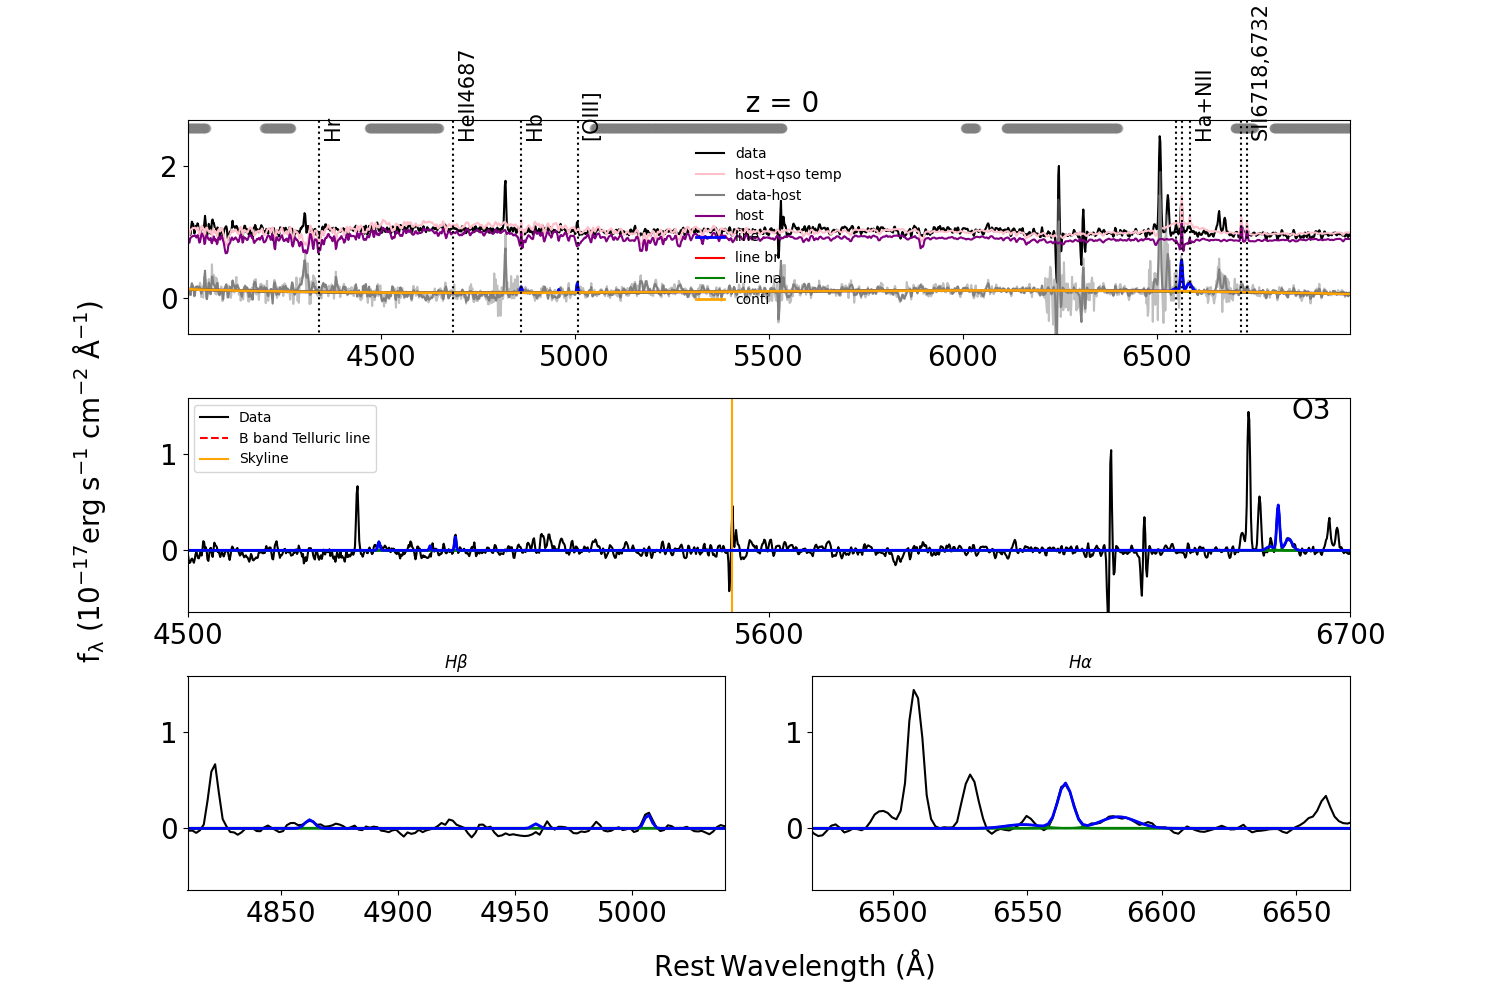 z = 0
Hr
HeII4687
Hb
[OIII]
Ha+NII
SII6718,6732
data
host+qso temp
data-host
host
line
line br
line na
conti
2
0
4500
5000
5500
6000
6500
O3
Data
B band Telluric line
Skyline
1
0
4500
5600
6700
fλ (10⁻¹⁷erg s⁻¹ cm⁻² Å⁻¹)
Hβ
1
0
4850
4900
4950
5000
Hα
1
0
6500
6550
6600
6650
Rest Wavelength (Å)